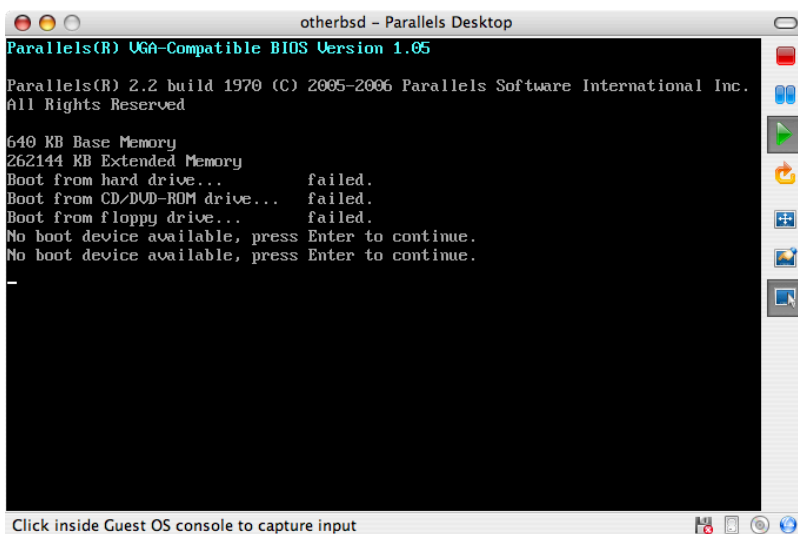 otherbsd – Parallels Desktop
Parallels(R) VGA-Compatible BIOS Version 1.05
Parallels(R) 2.2 build 1970 (C) 2005-2006 Parallels Software International Inc.
All Rights Reserved
640 KB Base Memory
262144 KB Extended Memory
Boot from hard drive... failed.
Boot from CD/DVD-ROM drive... failed.
Boot from floppy drive... failed.
No boot device available, press Enter to continue.
No boot device available, press Enter to continue.
Click inside Guest OS console to capture input